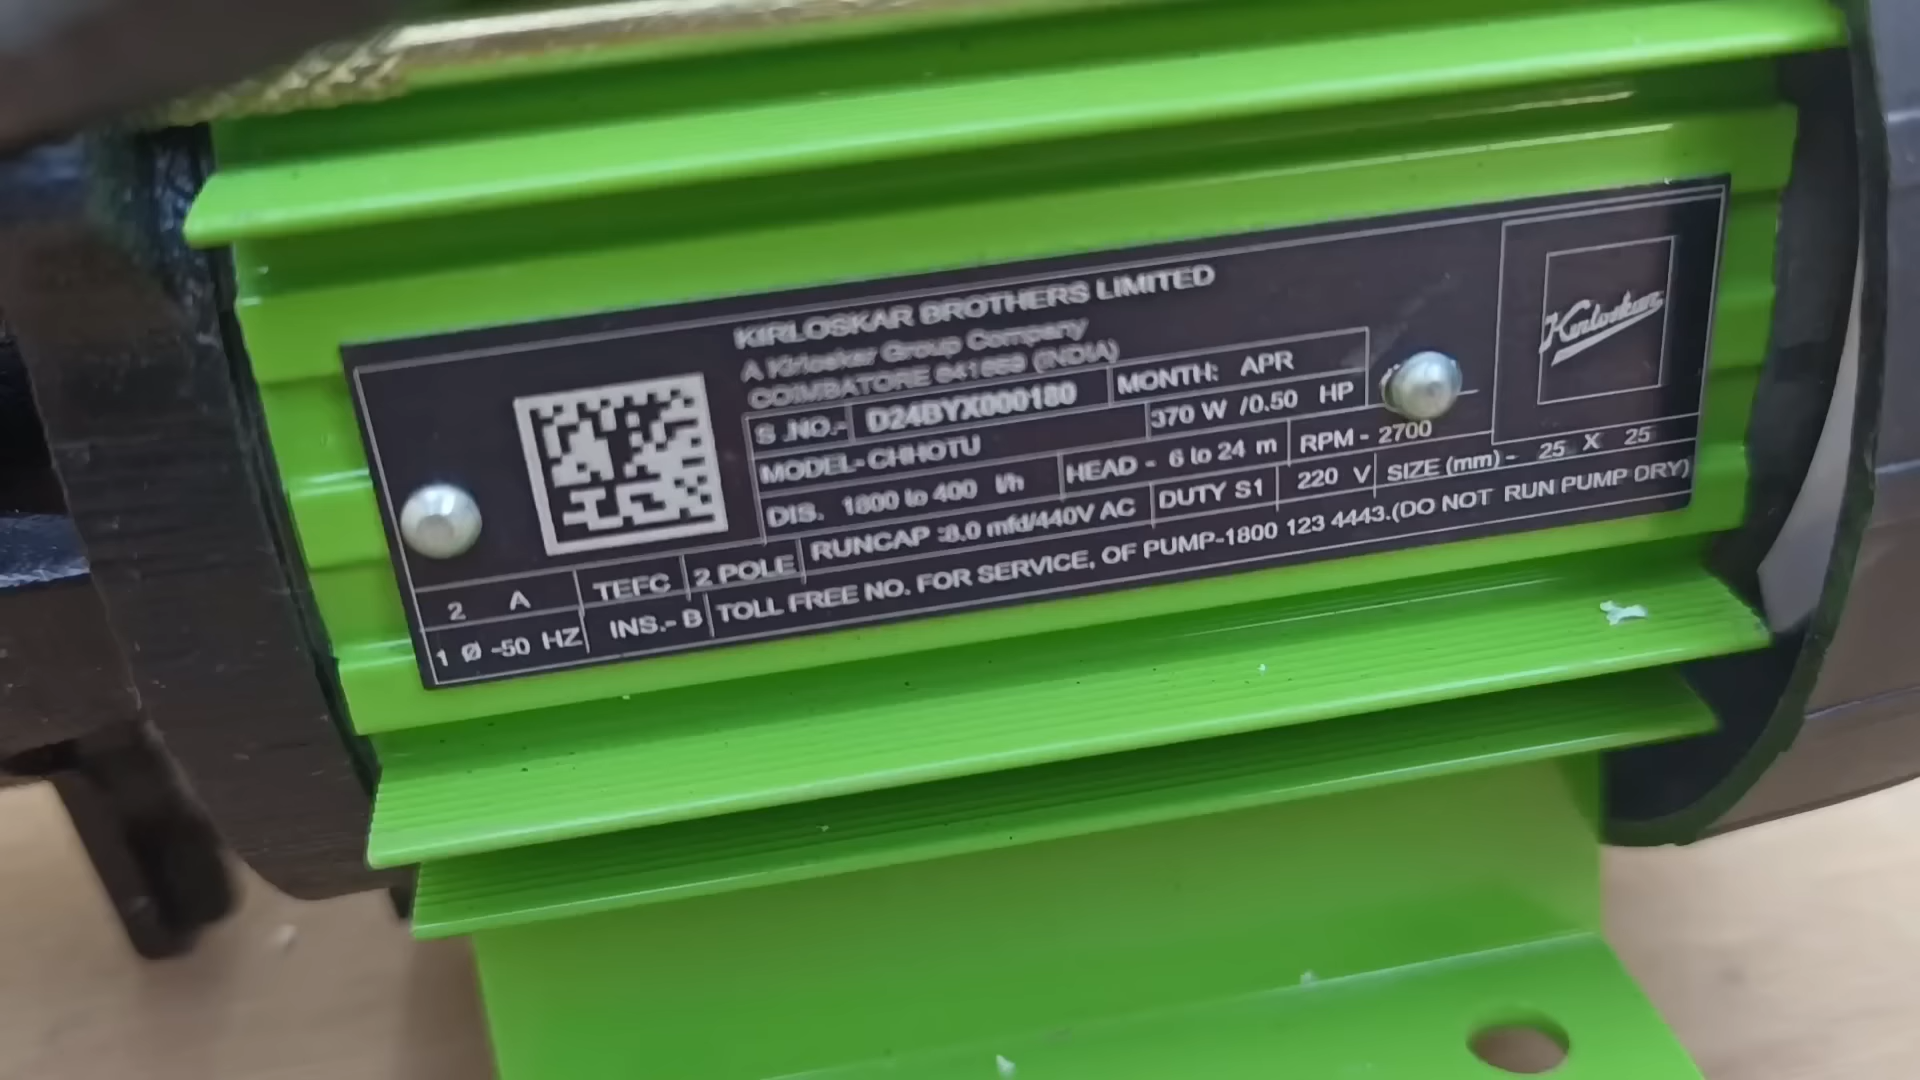 KIRLOSKAR BROTHERS LIMITED
A Kirloskar Group Company
COIMBATORE (INDIA)
S .NO.- D24BYX000180 MONTH: APR
MODEL- CHHOTU 370 W /0.50 HP
DIS. 1800 to 400 l/h HEAD - 6 to 24 m RPM - 2700
2 A TEFC 2 POLE RUNCAP :8.0 mfd/440V AC DUTY S1 220 V SIZE (mm) - 25 X 25
1 Ø -50 HZ INS.- B TOLL FREE NO. FOR SERVICE, OF PUMP-1800 123 4443.(DO NOT RUN PUMP DRY)
Kirloskar